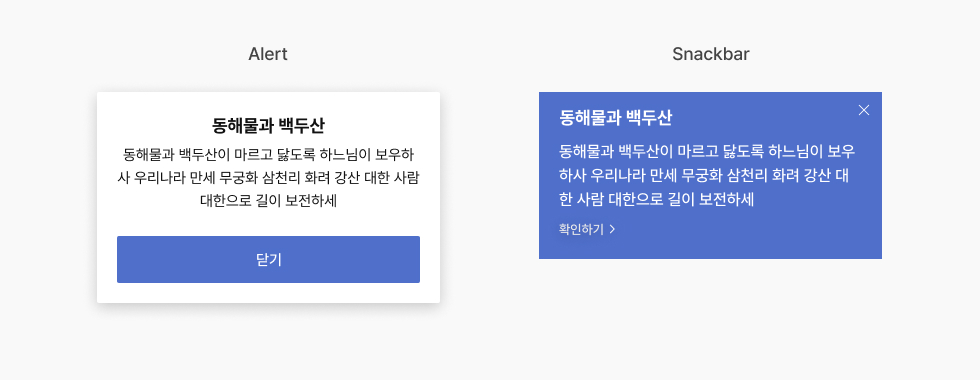 Alert
동해물과 백두산
동해물과 백두산이 마르고 닳도록 하느님이 보우하
사 우리나라 만세 무궁화 삼천리 화려 강산 대한 사람
대한으로 길이 보전하세
닫기
Snackbar
동해물과 백두산
동해물과 백두산이 마르고 닳도록 하느님이 보우
하사 우리나라 만세 무궁화 삼천리 화려 강산 대
한 사람 대한으로 길이 보전하세
확인하기